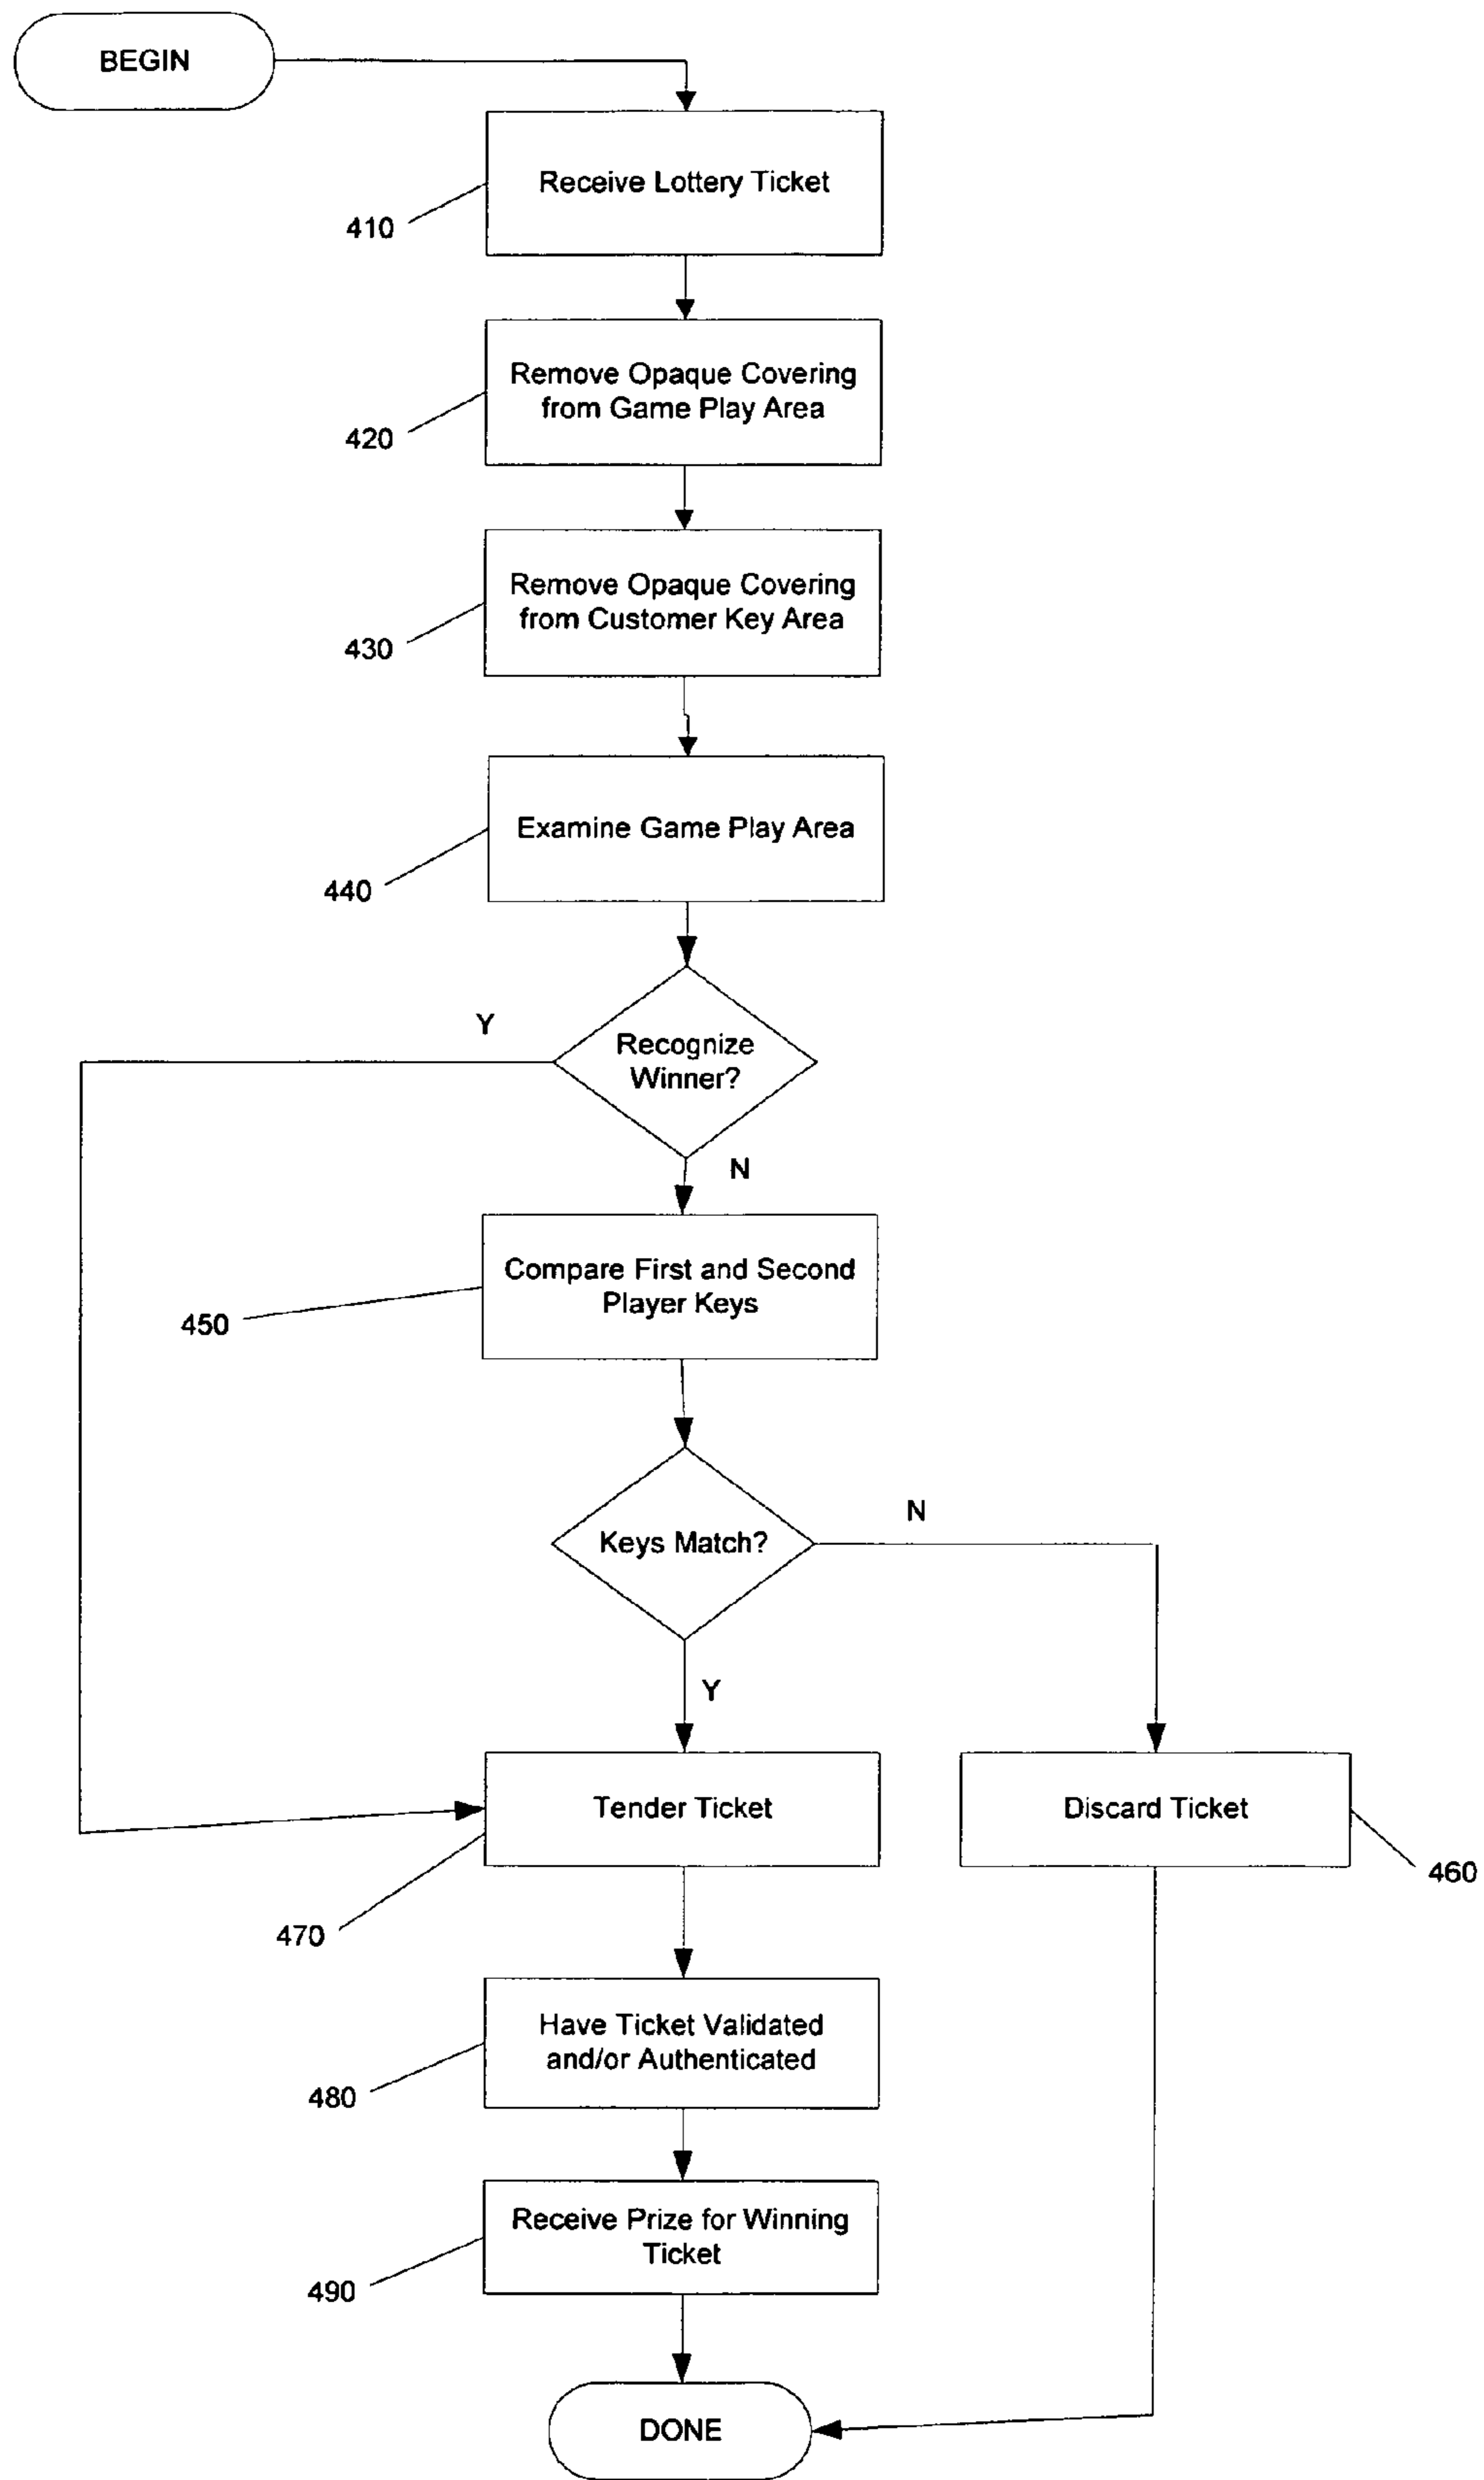 BEGIN
Receive Lottery Ticket
410
Remove Opaque Covering
from Game Play Area
420
Remove Opaque Covering
from Customer Key Area
430
Examine Game Play Area
440
Y
Recognize
Winner?
N
Compare First and Second
Player Keys
450
N
Keys Match?
Y
Tender Ticket
Discard Ticket
460
470
Have Ticket Validated
and/or Authenticated
480
Receive Prize for Winning
Ticket
490
DONE